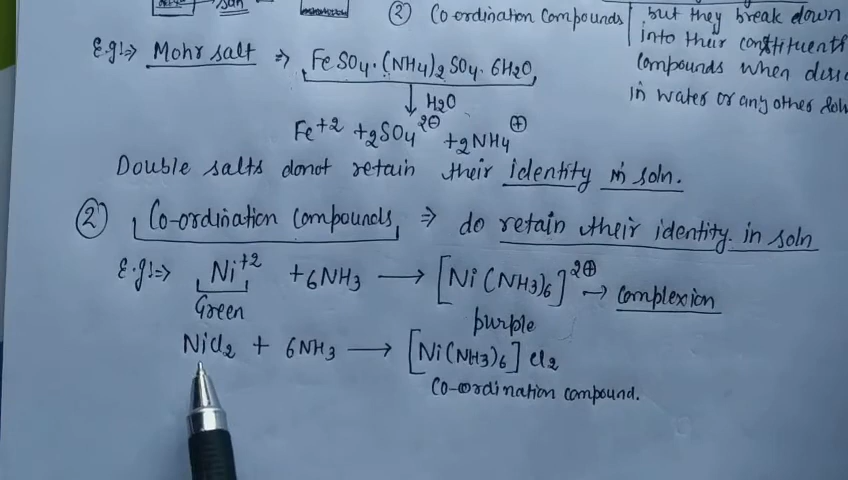 salt
② Co-ordination compounds
but they break down
into their constituents
compounds when disso
in water or any other solv
E.g!⇒ Mohr salt ⇒ FeSO4·(NH4)2SO4·6H2O
↓H2O
Fe+2 +2SO4 2⊖ +2NH4⊕
Double salts donot retain their identity in soln.
② Co-ordination compounds ⇒ do retain their identity in soln
E.g!⇒ Ni+2 +6NH3 → [Ni(NH3)6]2⊕ → Complexion
Green
purple
NiCl2 + 6NH3 → [Ni(NH3)6]Cl2
Co-ordination compound.